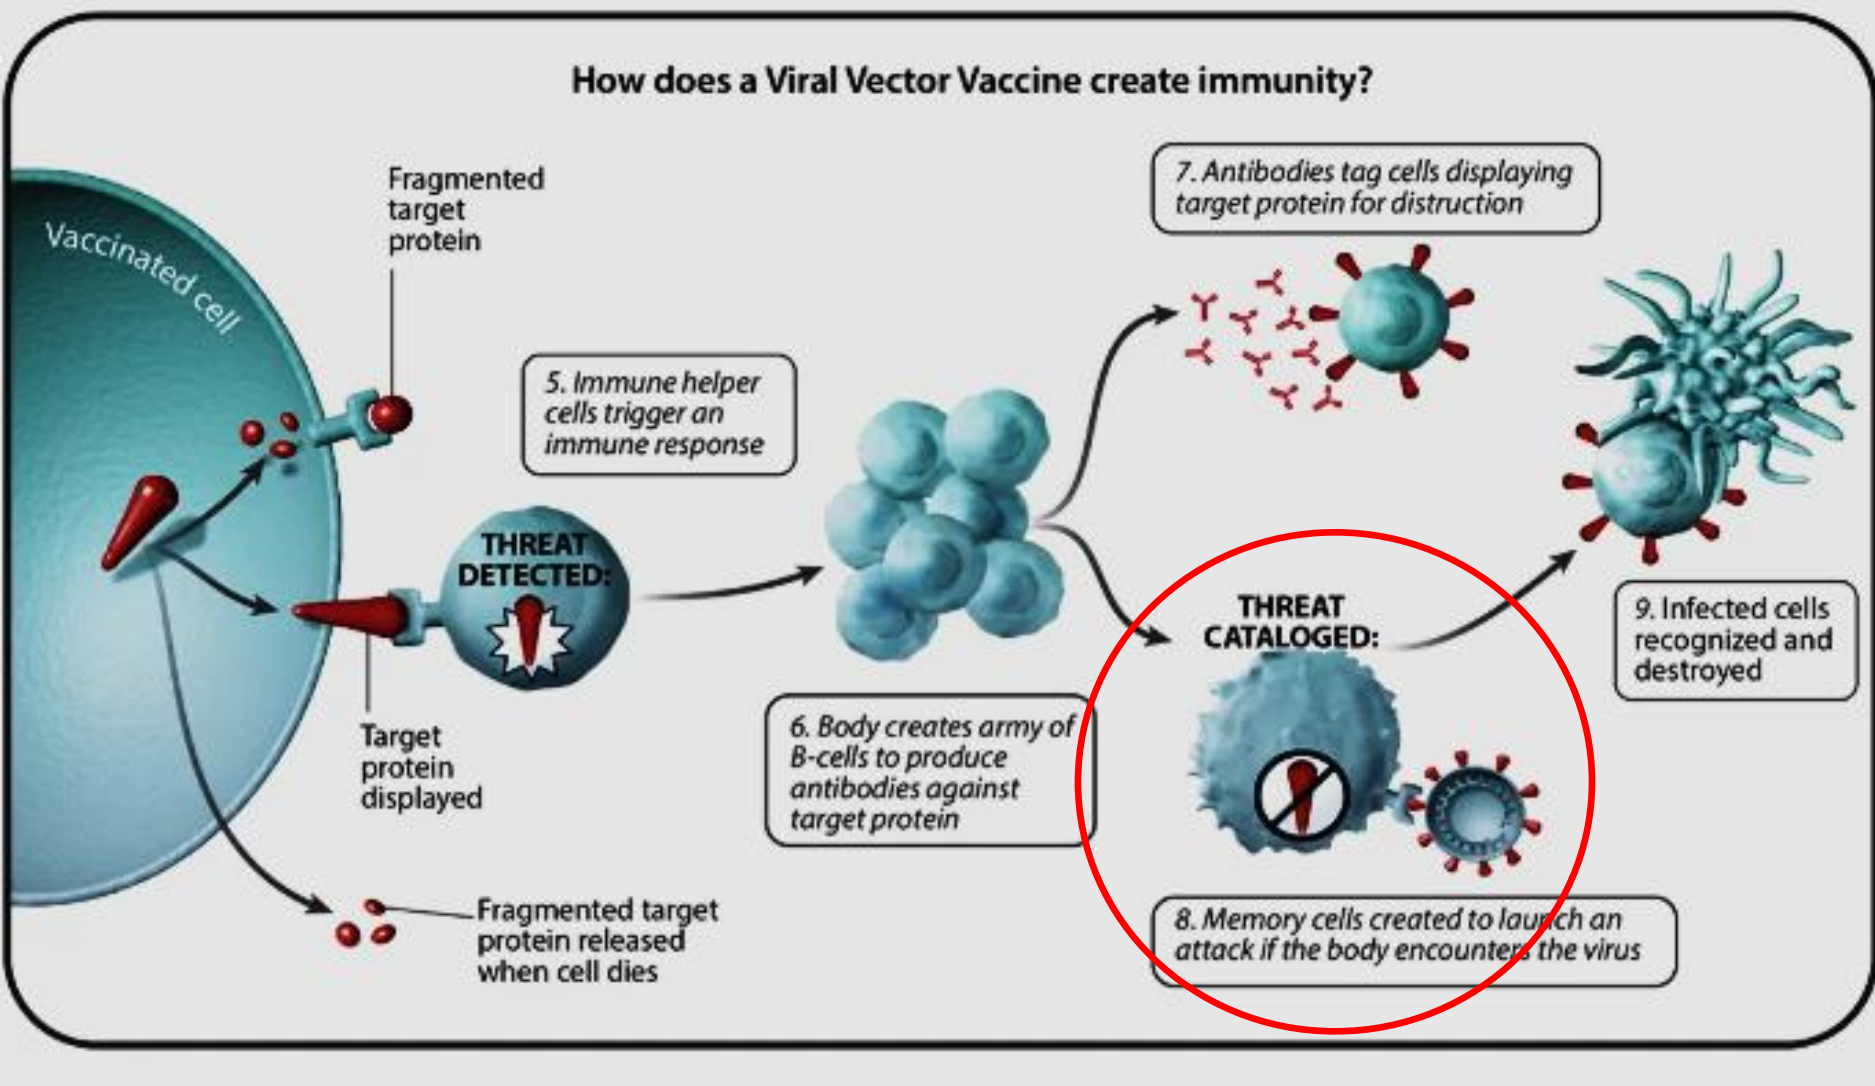 How does a Viral Vector Vaccine create immunity?
Vaccinated cell
Fragmented
target
protein
5. Immune helper
cells trigger an
immune response
THREAT
DETECTED:
Target
protein
displayed
Fragmented target
protein released
when cell dies
6. Body creates army of
B-cells to produce
antibodies against
target protein
7. Antibodies tag cells displaying
target protein for distruction
THREAT
CATALOGED:
8. Memory cells created to launch an
attack if the body encounters the virus
9. Infected cells
recognized and
destroyed